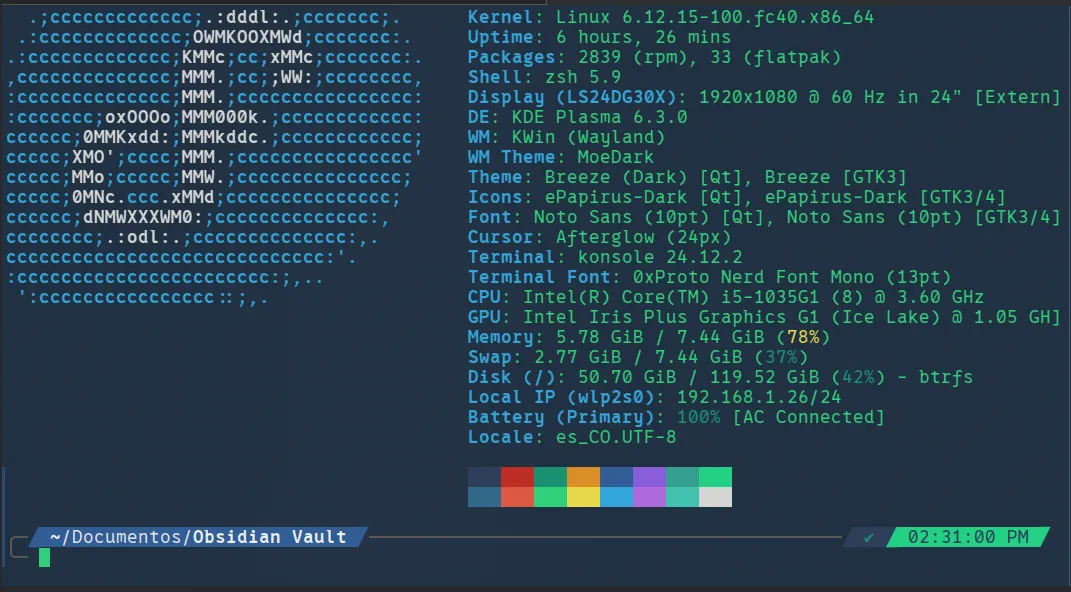 .;cccccccccccccc;.:dddl:.;ccccccc;. Kernel: Linux 6.12.15-100.fc40.x86_64
.:ccccccccccccc;OWMKOOXMWd;ccccccc:. Uptime: 6 hours, 26 mins
.:ccccccccccccc;KMMc;cc;xMMc;ccccccc:. Packages: 2839 (rpm), 33 (flatpak)
,cccccccccccccc;MMM.;cc;;WW:;cccccccc, Shell: zsh 5.9
:cccccccccccccc;MMM.;cccccccccccccccc: Display (LS24DG30X): 1920x1080 @ 60 Hz in 24" [Extern]
:ccccccc;oxOOOo;MMM000k.;cccccccccccc: DE: KDE Plasma 6.3.0
cccccc;0MMKxdd:;MMMkddc.;cccccccccccc; WM: KWin (Wayland)
ccccc;XMO';cccc;MMM.;cccccccccccccccc' WM Theme: MoeDark
ccccc;MMo;ccccc;MMW.;ccccccccccccccc; Theme: Breeze (Dark) [Qt], Breeze [GTK3]
ccccc;0MNc.ccc.xMMd;ccccccccccccccc; Icons: ePapirus-Dark [Qt], ePapirus-Dark [GTK3/4]
cccccc;dNMWXXXWM0:;cccccccccccccc:, Font: Noto Sans (10pt) [Qt], Noto Sans (10pt) [GTK3/4]
cccccccc;.:odl:.;cccccccccccccc:,. Cursor: Afterglow (24px)
ccccccccccccccccccccccccccccc:'. Terminal: konsole 24.12.2
:ccccccccccccccccccccccc:;,.. Terminal Font: 0xProto Nerd Font Mono (13pt)
':cccccccccccccccc::;,. CPU: Intel(R) Core(TM) i5-1035G1 (8) @ 3.60 GHz
GPU: Intel Iris Plus Graphics G1 (Ice Lake) @ 1.05 GH]
Memory: 5.78 GiB / 7.44 GiB (78%)
Swap: 2.77 GiB / 7.44 GiB (37%)
Disk (/): 50.70 GiB / 119.52 GiB (42%) - btrfs
Local IP (wlp2s0): 192.168.1.26/24
Battery (Primary): 100% [AC Connected]
Locale: es_CO.UTF-8
~/Documentos/Obsidian Vault ✔ 02:31:00 PM